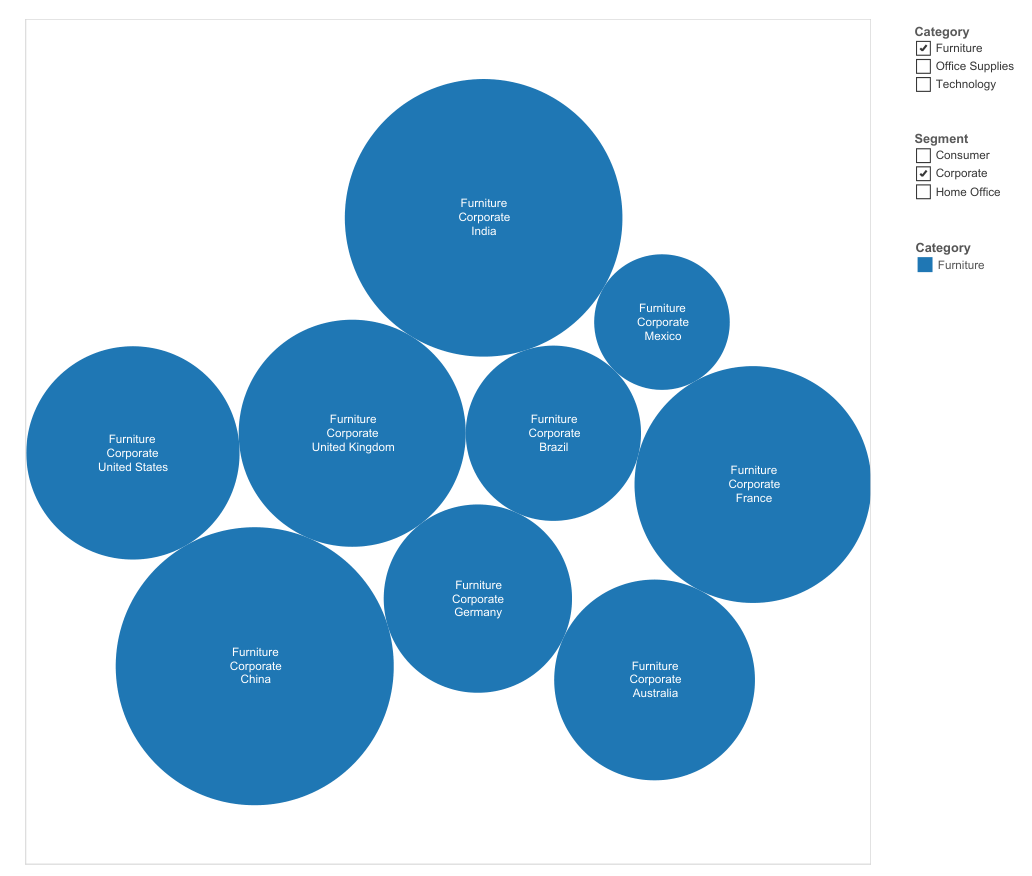 Furniture
Corporate
India
Furniture
Corporate
Mexico
Furniture
Corporate
United States
Furniture
Corporate
United Kingdom
Furniture
Corporate
Brazil
Furniture
Corporate
France
Furniture
Corporate
Germany
Furniture
Corporate
China
Furniture
Corporate
Australia
Category
Furniture
Office Supplies
Technology
Segment
Consumer
Corporate
Home Office
Category
Furniture